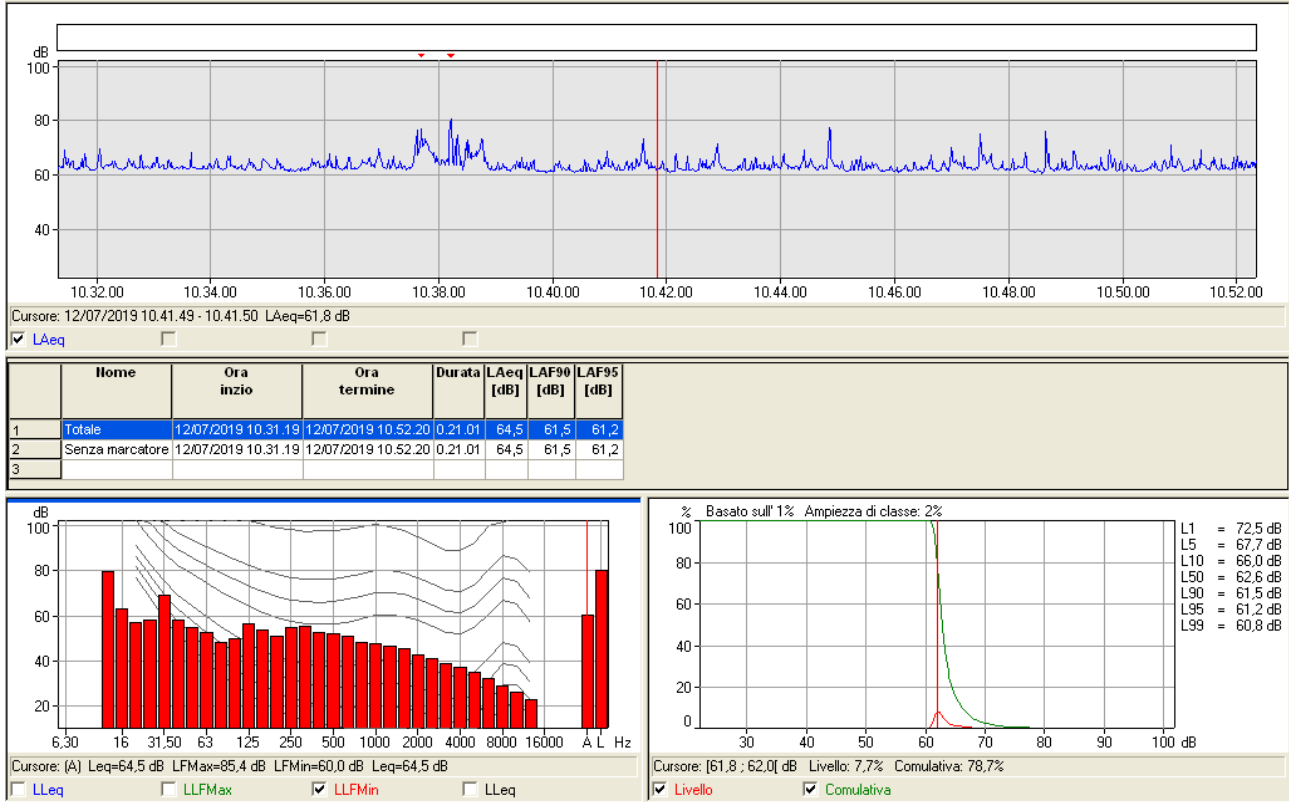 dB
100
80
60
40
10.32.00 10.34.00 10.36.00 10.38.00 10.40.00 10.42.00 10.44.00 10.46.00 10.48.00 10.50.00 10.52.00
Cursore: 12/07/2019 10.41.49 - 10.41.50 LAeq=61,8 dB
LAeq
Nome Ora inzio Ora termine Durata LAeq [dB] LAF90 [dB] LAF95 [dB]
1 Totale 12/07/2019 10.31.19 12/07/2019 10.52.20 0.21.01 64,5 61,5 61,2
2 Senza marcatore 12/07/2019 10.31.19 12/07/2019 10.52.20 0.21.01 64,5 61,5 61,2
3
dB
100
80
60
40
20
6,30 16 31,50 63 125 250 500 1000 2000 4000 8000 16000 A L Hz
Cursore: (A) Leq=64,5 dB LFMax=85,4 dB LFMin=60,0 dB Leq=64,5 dB
LLeq LLFMax LLFMin LLeq
% Basato sull' 1% Ampiezza di classe: 2%
100
80
60
40
20
0
30 40 50 60 70 80 90 100 dB
L1 = 72,5 dB
L5 = 67,7 dB
L10 = 66,0 dB
L50 = 62,6 dB
L90 = 61,5 dB
L95 = 61,2 dB
L99 = 60,8 dB
Cursore: [61,8 ; 62,0[ dB Livello: 7,7% Comulativa: 78,7%
Livello Comulativa